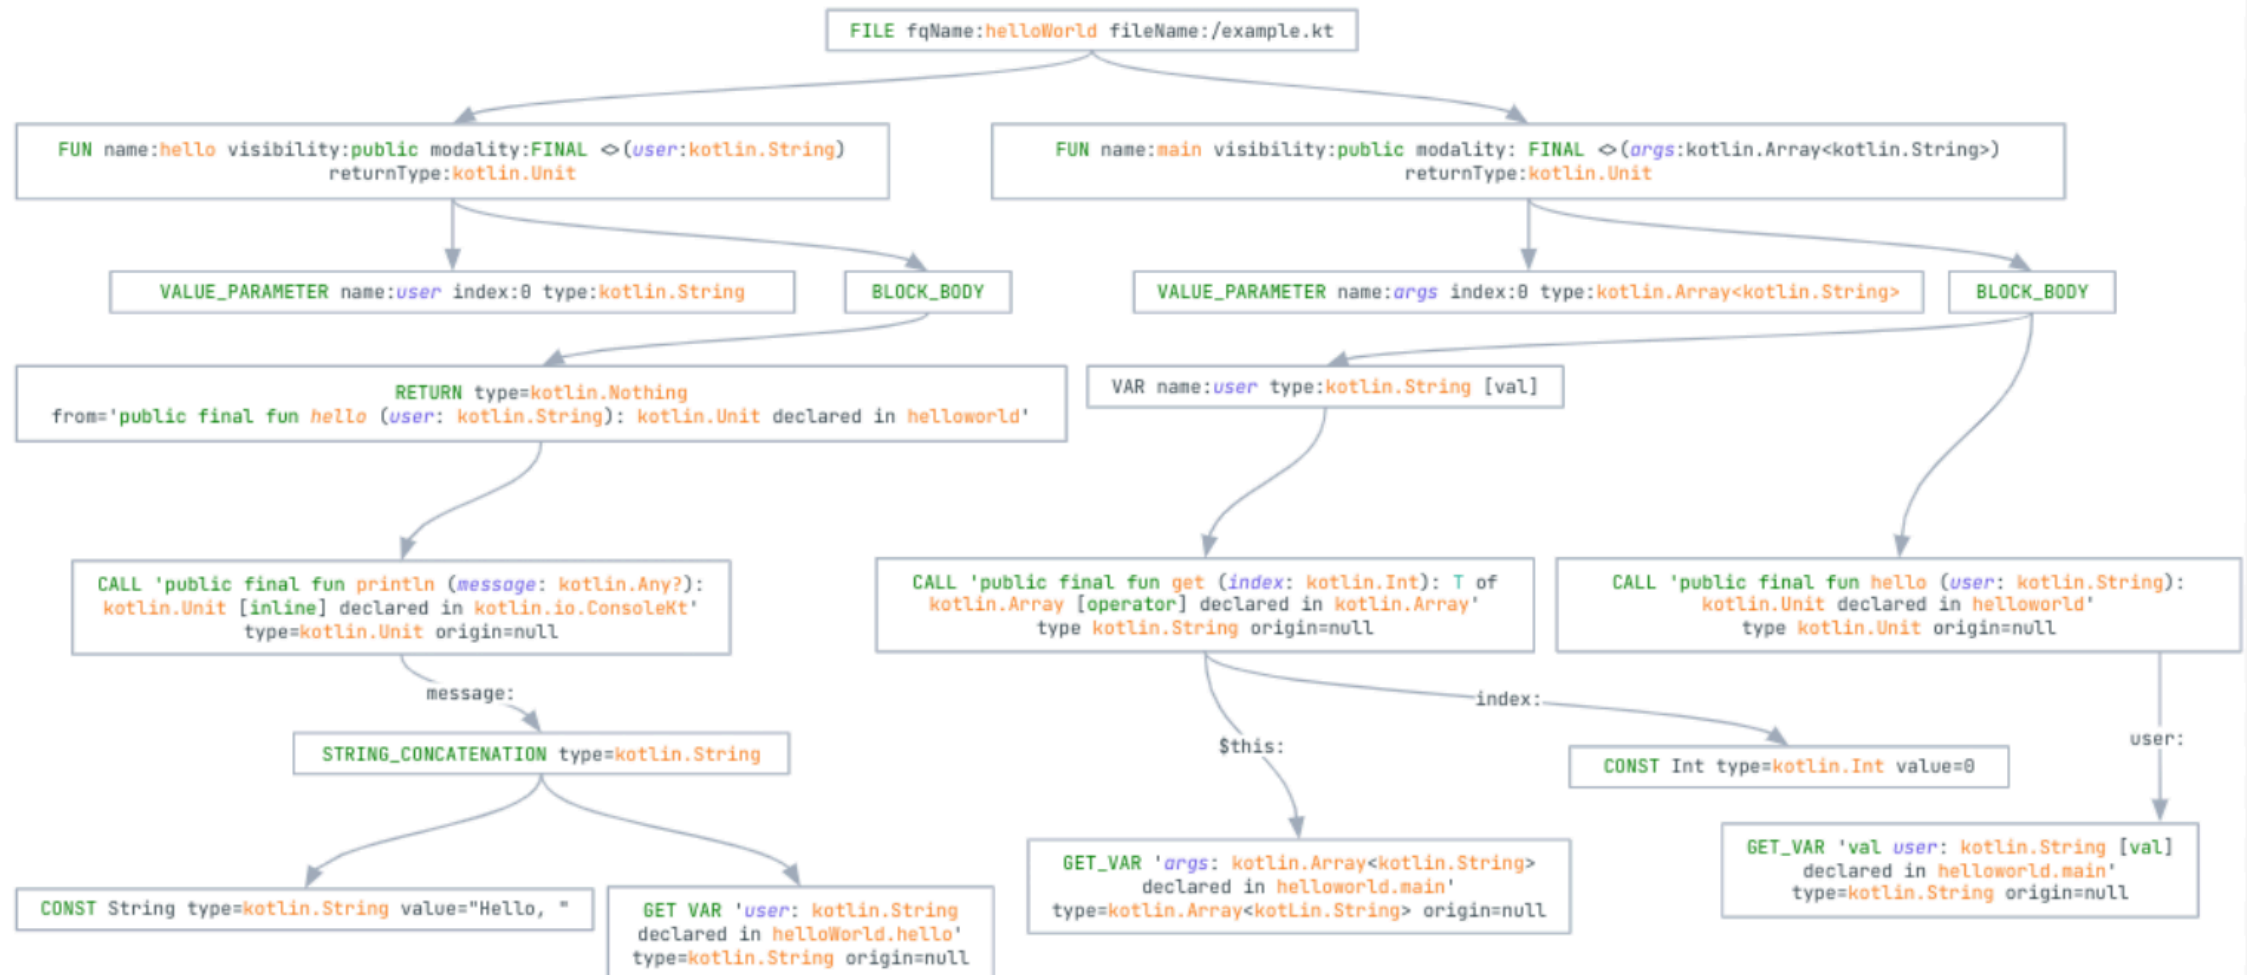 FILE fqName:helloWorld fileName:/example.kt
FUN name:hello visibility:public modality:FINAL <>(user:kotlin.String)
returnType:kotlin.Unit
FUN name:main visibility:public modality: FINAL <>(args:kotlin.Array<kotlin.String>)
returnType:kotlin.Unit
VALUE_PARAMETER name:user index:0 type:kotlin.String
BLOCK_BODY
VALUE_PARAMETER name:args index:0 type:kotlin.Array<kotlin.String>
BLOCK_BODY
RETURN type=kotlin.Nothing
from='public final fun hello (user: kotlin.String): kotlin.Unit declared in helloworld'
VAR name:user type:kotlin.String [val]
CALL 'public final fun println (message: kotlin.Any?):
kotlin.Unit [inline] declared in kotlin.io.ConsoleKt'
type=kotlin.Unit origin=null
CALL 'public final fun get (index: kotlin.Int): T of
kotlin.Array [operator] declared in kotlin.Array'
type kotlin.String origin=null
CALL 'public final fun hello (user: kotlin.String):
kotlin.Unit declared in helloworld'
type kotlin.Unit origin=null
message:
index:
$this:
user:
STRING_CONCATENATION type=kotlin.String
CONST Int type=kotlin.Int value=0
CONST String type=kotlin.String value="Hello, "
GET VAR 'user: kotlin.String
declared in helloWorld.hello'
type=kotlin.String origin=null
GET_VAR 'args: kotlin.Array<kotlin.String>
declared in helloworld.main'
type=kotlin.Array<kotLin.String> origin=null
GET_VAR 'val user: kotlin.String [val]
declared in helloworld.main'
type=kotlin.String origin=null